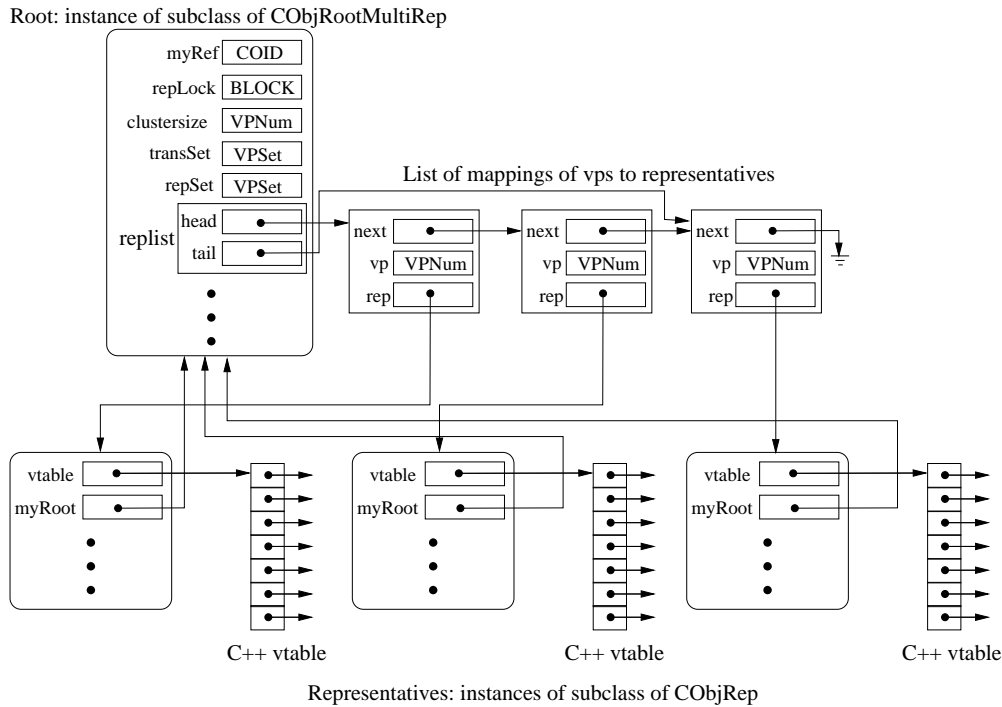 Root: instance of subclass of CObjRootMultiRep
myRef COID
repLock BLOCK
clustersize VPNum
transSet VPSet
repSet VPSet
replist
head
tail
List of mappings of vps to representatives
next
vp VPNum
rep
next
vp VPNum
rep
next
vp VPNum
rep
vtable
myRoot
C++ vtable
vtable
myRoot
C++ vtable
vtable
myRoot
C++ vtable
Representatives: instances of subclass of CObjRep